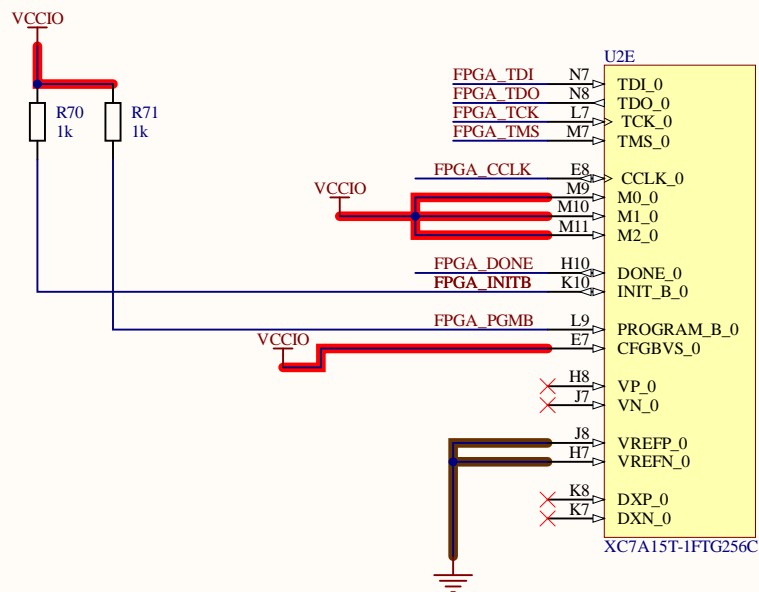 VCCIO
R70
1k
R71
1k
U2E
FPGA_TDI N7 TDI_0
FPGA_TDO N8 TDO_0
FPGA_TCK L7 TCK_0
FPGA_TMS M7 TMS_0
FPGA_CCLK E8 CCLK_0
VCCIO
M9 M0_0
M10 M1_0
M11 M2_0
FPGA_DONE H10 DONE_0
FPGA_INITB K10 INIT_B_0
FPGA_PGMB L9 PROGRAM_B_0
VCCIO
E7 CFGBVS_0
H8 VP_0
J7 VN_0
J8 VREFP_0
H7 VREFN_0
K8 DXP_0
K7 DXN_0
XC7A15T-1FTG256C